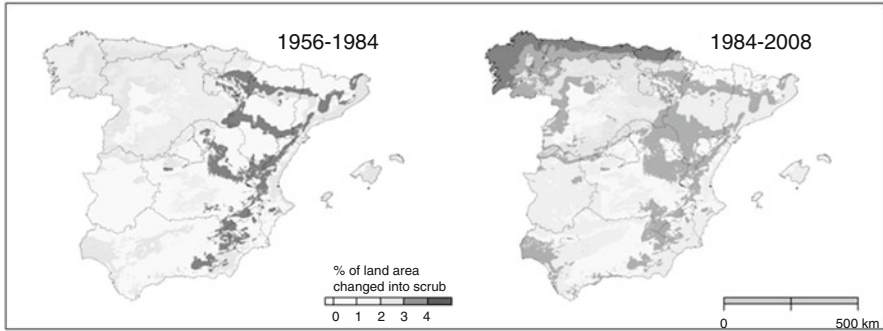 1956-1984
1984-2008
% of land area
changed into scrub
0 1 2 3 4
0 500 km